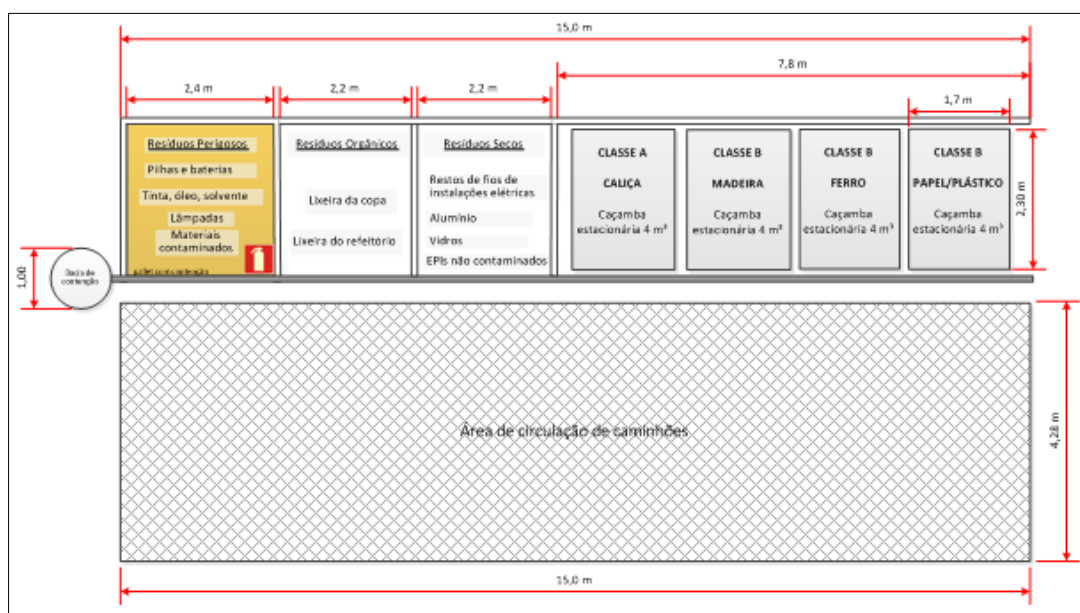 15,0 m
7,8 m
2,4 m
2,2 m
2,2 m
1,7 m
Resíduos Perigosos
Pilhas e baterias
Tinta, óleo, solvente
Lâmpadas
Materiais
contaminados
Resíduos Orgânicos
Lixeira da copa
Lixeira do refeitório
Resíduos Secos
Restos de fios de
instalações elétricas
Alumínio
Vidros
EPIs não contaminados
CLASSE A
CALIÇA
Caçamba
estacionária 4 m³
CLASSE B
MADEIRA
Caçamba
estacionária 4 m³
CLASSE B
FERRO
Caçamba
estacionária 4 m³
CLASSE B
PAPEL/PLÁSTICO
Caçamba
estacionária 4 m³
2,30 m
1,00
Bacia de
contenção
Área de circulação de caminhões
4,28 m
15,0 m